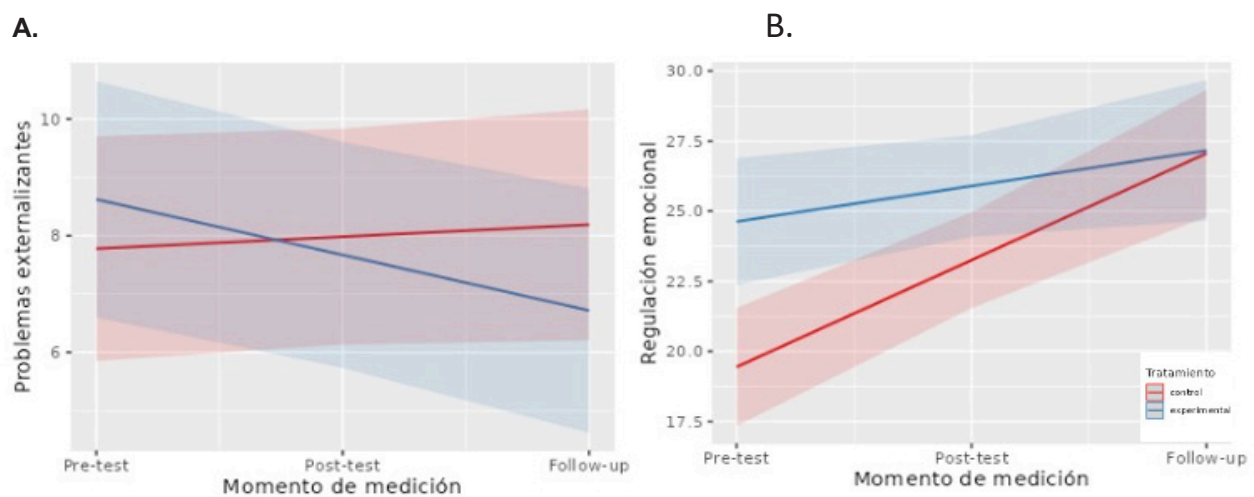 A.
Problemas externalizantes
10
8
6
Pre-test
Post-test
Follow-up
Momento de medición
B.
Regulación emocional
30.0
27.5
25.0
22.5
20.0
17.5
Pre-test
Post-test
Follow-up
Momento de medición
Tratamiento
control
experimental